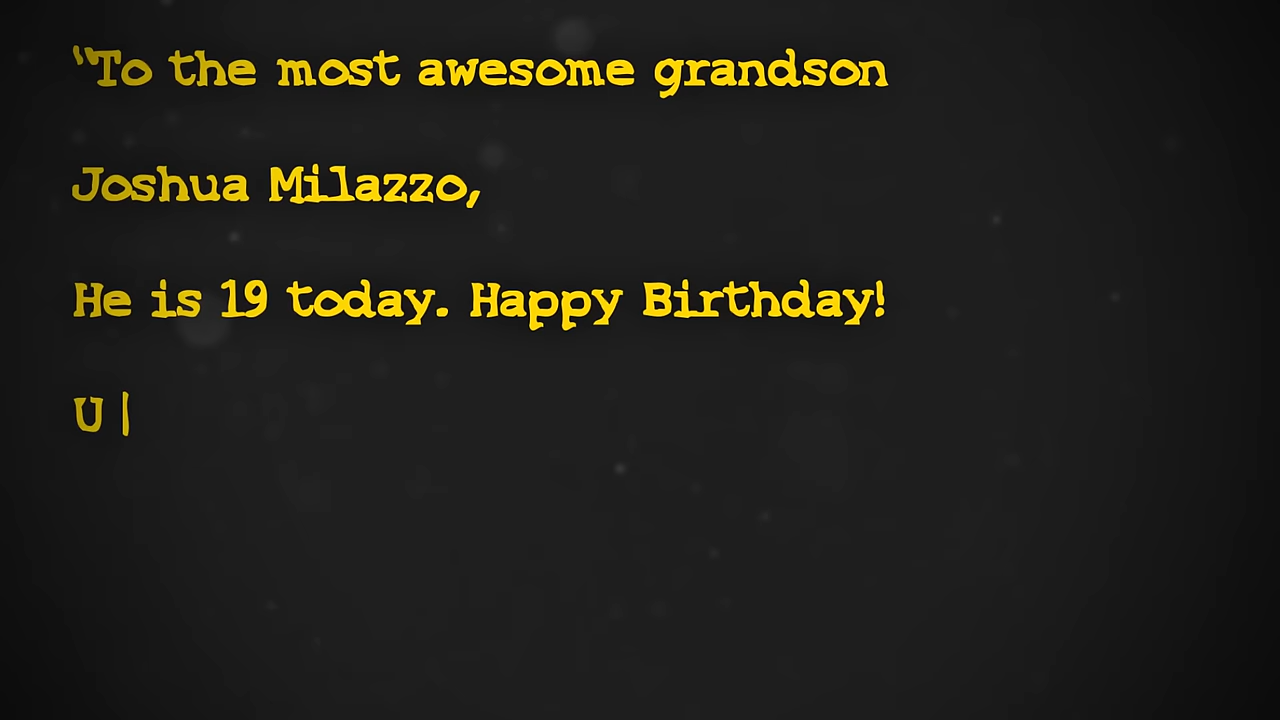 “To the most awesome grandson
Joshua Milazzo,
He is 19 today. Happy Birthday!
U |